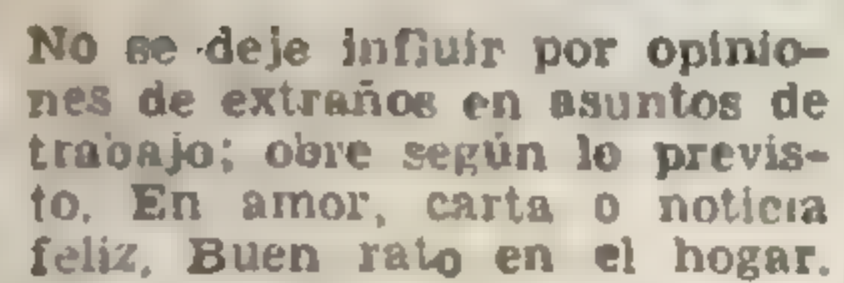 No se deje influir por opinio-
nes de extraños en asuntos de
trabajo; obre según lo previs-
to. En amor, carta o noticia
feliz. Buen rato en el hogar.